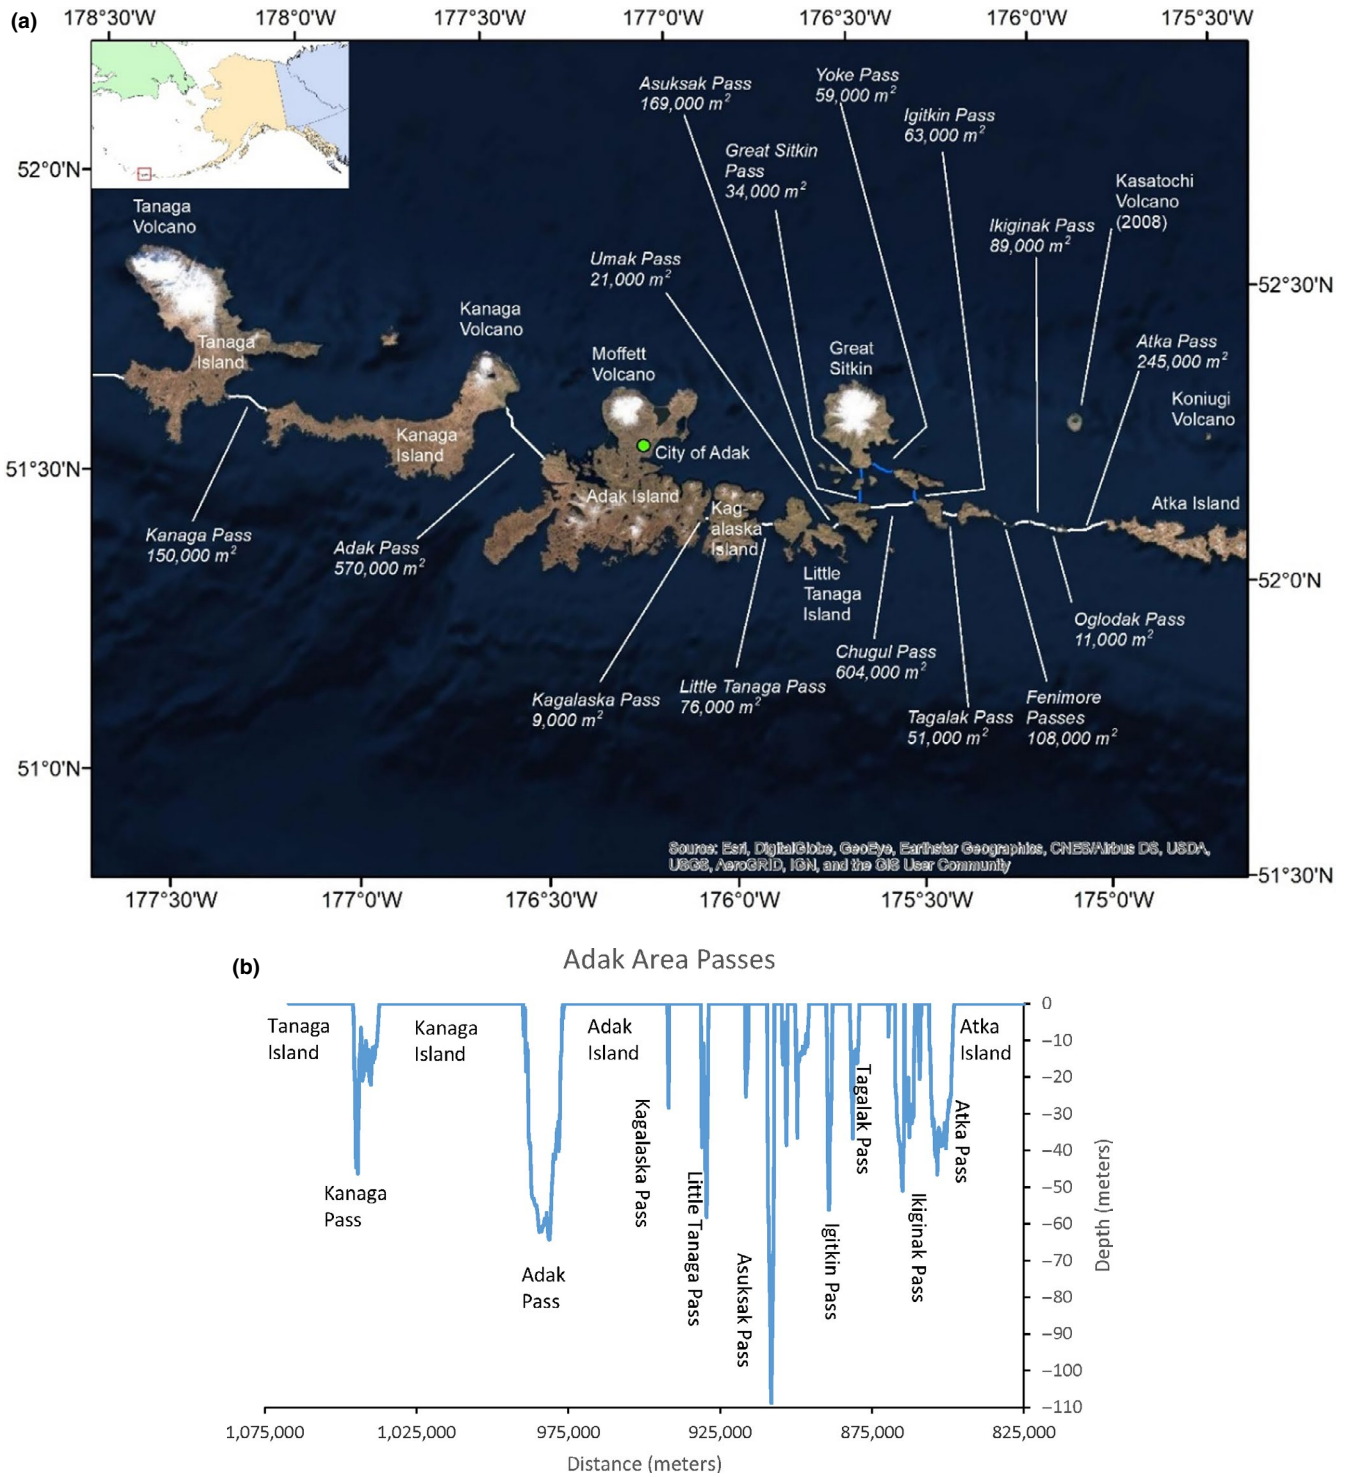 (a)
178°30'W 178°0'W 177°30'W 177°0'W 176°30'W 176°0'W 175°30'W
52°0'N
51°30'N
51°0'N
52°30'N
52°0'N
51°30'N
Tanaga
Volcano
Tanaga
Island
Kanaga
Volcano
Kanaga
Island
Moffett
Volcano
City of Adak
Adak Island
Kag-
alaska
Island
Great
Sitkin
Little
Tanaga
Island
Kasatochi
Volcano
(2008)
Koniugi
Volcano
Atka Island
Asuksak Pass
169,000 m²
Yoke Pass
59,000 m²
Igitkin Pass
63,000 m²
Great Sitkin
Pass
34,000 m²
Ikiginak Pass
89,000 m²
Umak Pass
21,000 m²
Atka Pass
245,000 m²
Kanaga Pass
150,000 m²
Adak Pass
570,000 m²
Kagalaska Pass
9,000 m²
Little Tanaga Pass
76,000 m²
Chugul Pass
604,000 m²
Tagalak Pass
51,000 m²
Fenimore
Passes
108,000 m²
Oglodak Pass
11,000 m²
Source: Esri, DigitalGlobe, GeoEye, Earthstar Geographics, CNES/Airbus DS, USDA,
USGS, AeroGRID, IGN, and the GIS User Community
177°30'W 177°0'W 176°30'W 176°0'W 175°30'W 175°0'W
(b)
Adak Area Passes
Tanaga
Island
Kanaga
Island
Adak
Island
Atka
Island
Kanaga
Pass
Adak
Pass
Kagalaska Pass
Little Tanaga Pass
Asuksak Pass
Igitkin Pass
Tagalak Pass
Ikiginak Pass
Atka Pass
0
−10
−20
−30
−40
−50
−60
−70
−80
−90
−100
−110
Depth (meters)
1,075,000 1,025,000 975,000 925,000 875,000 825,000
Distance (meters)